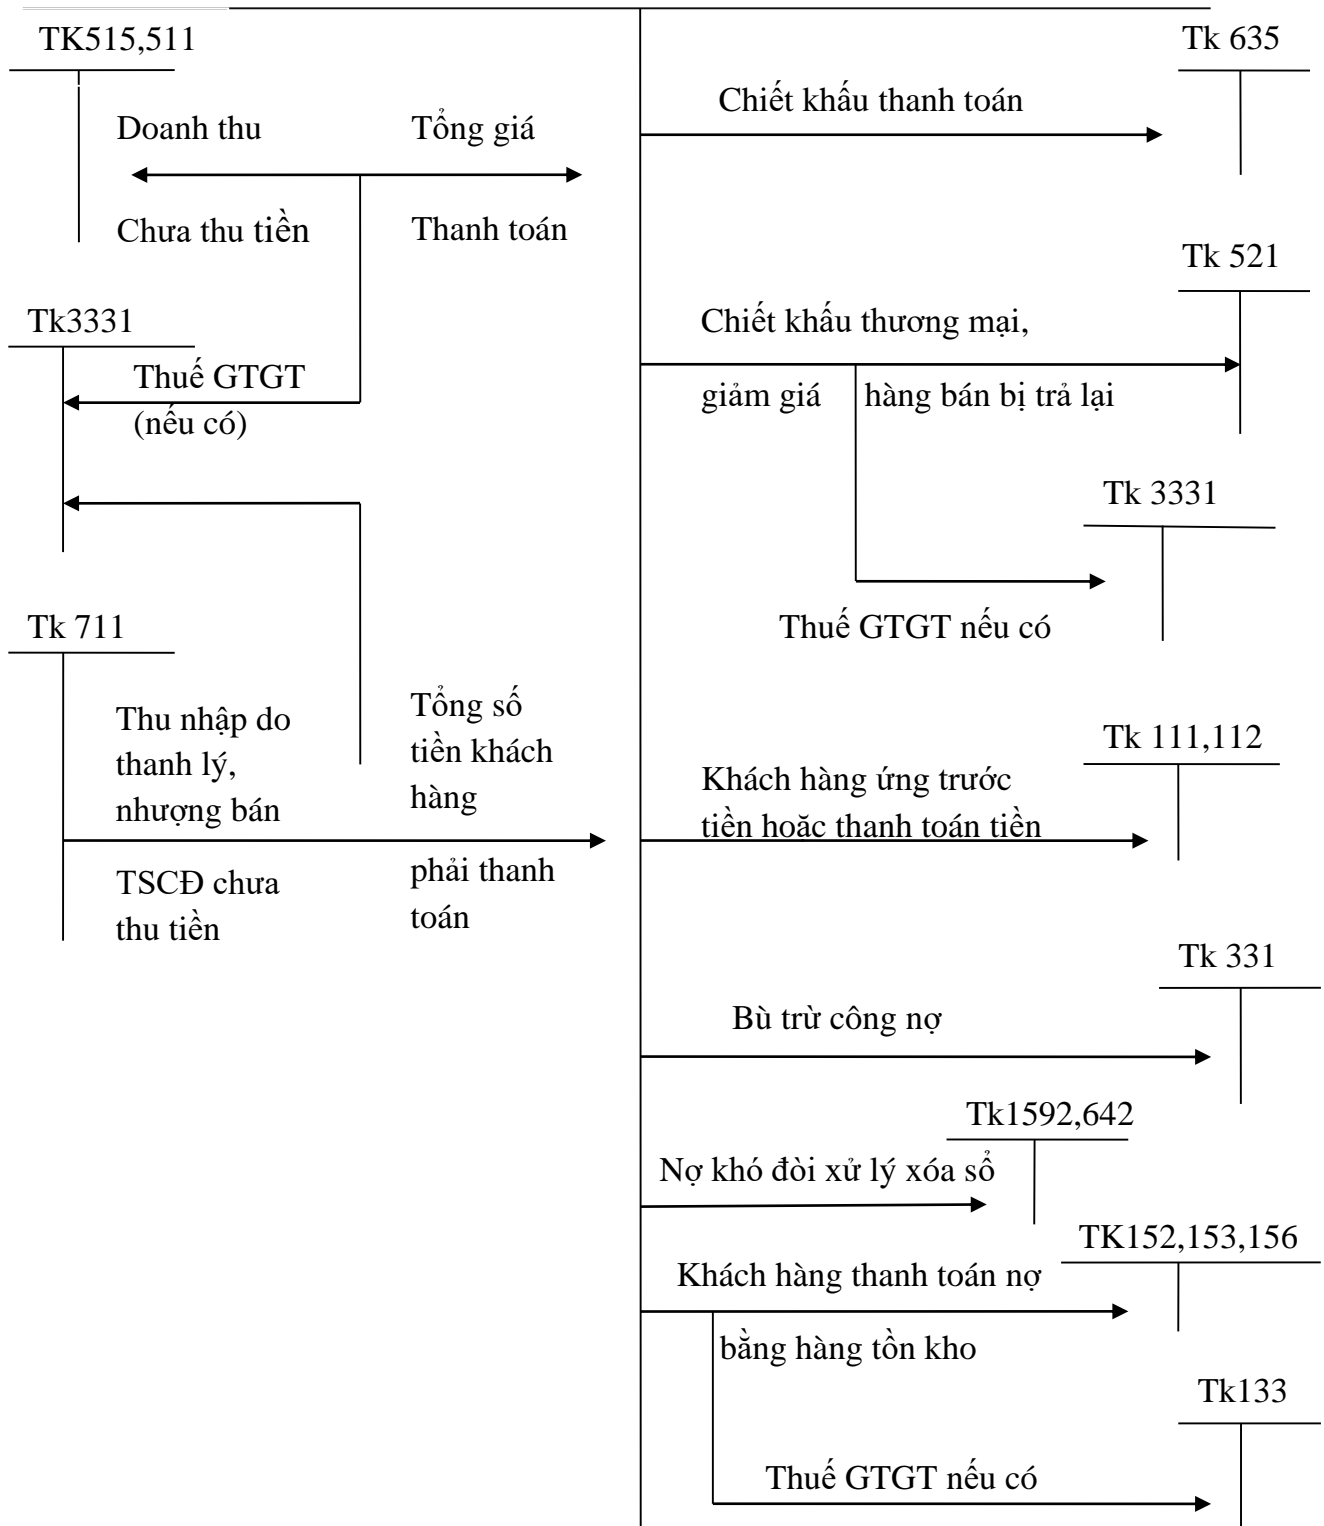 TK515,511
Tk 635
Chiết khấu thanh toán
Doanh thu
Tổng giá
Chưa thu tiền
Thanh toán
Tk 521
Tk3331
Chiết khấu thương mại,
Thuế GTGT
giảm giá
hàng bán bị trả lại
(nếu có)
Tk 3331
Tk 711
Thuế GTGT nếu có
Thu nhập do
thanh lý,
nhượng bán
Tổng số
tiền khách
hàng
Tk 111,112
Khách hàng ứng trước
tiền hoặc thanh toán tiền
TSCĐ chưa
thu tiền
phải thanh
toán
Tk 331
Bù trừ công nợ
Tk1592,642
Nợ khó đòi xử lý xóa sổ
TK152,153,156
Khách hàng thanh toán nợ
bằng hàng tồn kho
Tk133
Thuế GTGT nếu có